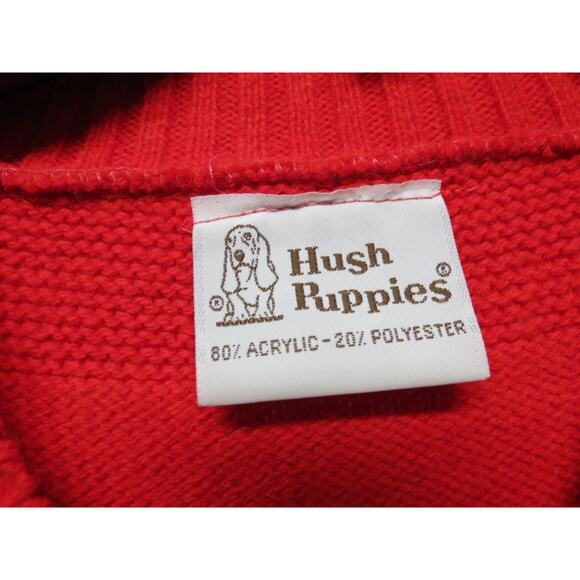 Hush
Puppies®
®
80% ACRYLIC - 20% POLYESTER